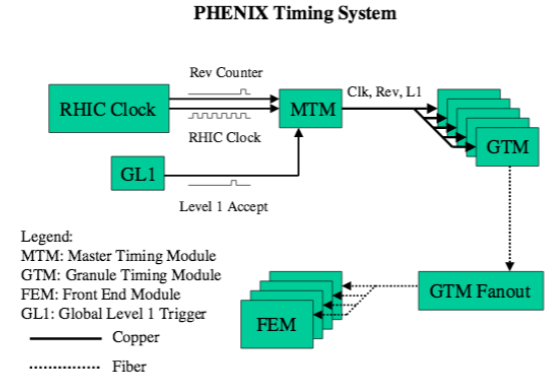 PHENIX Timing System
Rev Counter
RHIC Clock
MTM
Clk, Rev, L1
RHIC Clock
GTM
GL1
Level 1 Accept
Legend:
MTM: Master Timing Module
GTM: Granule Timing Module
FEM: Front End Module
GL1: Global Level 1 Trigger
Copper
Fiber
GTM Fanout
FEM